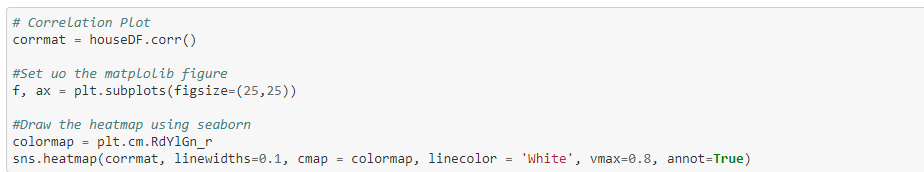 # Correlation Plot
corrmat = houseDF.corr()
#Set uo the matplolib figure
f, ax = plt.subplots(figsize=(25,25))
#Draw the heatmap using seaborn
colormap = plt.cm.RdYlGn_r
sns.heatmap(corrmat, linewidths=0.1, cmap = colormap, linecolor = 'White', vmax=0.8, annot=True)